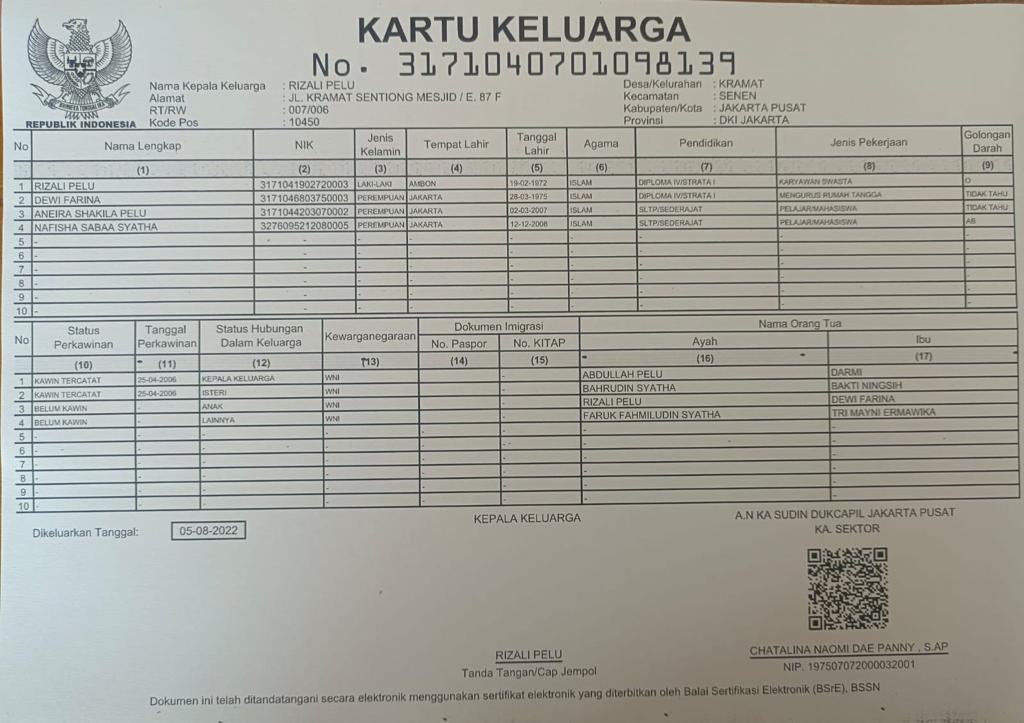 KARTU KELUARGA
No. 3171040701098139
REPUBLIK INDONESIA
Nama Kepala Keluarga : RIZALI PELU
Alamat : JL. KRAMAT SENTIONG MESJID / E. 87 F
RT/RW : 007/006
Kode Pos : 10450
Desa/Kelurahan : KRAMAT
Kecamatan : SENEN
Kabupaten/Kota : JAKARTA PUSAT
Provinsi : DKI JAKARTA
No Nama Lengkap NIK Jenis Kelamin Tempat Lahir Tanggal Lahir Agama Pendidikan Jenis Pekerjaan Golongan Darah
(1) (2) (3) (4) (5) (6) (7) (8) (9)
1 RIZALI PELU 3171041902720003 LAKI-LAKI AMBON 19-02-1972 ISLAM DIPLOMA IV/STRATA I KARYAWAN SWASTA O
2 DEWI FARINA 3171046803750003 PEREMPUAN JAKARTA 28-03-1975 ISLAM DIPLOMA IV/STRATA I MENGURUS RUMAH TANGGA TIDAK TAHU
3 ANEIRA SHAKILA PELU 3171044203070002 PEREMPUAN JAKARTA 02-03-2007 ISLAM SLTP/SEDERAJAT PELAJAR/MAHASISWA TIDAK TAHU
4 NAFISHA SABAA SYATHA 3276095212080005 PEREMPUAN JAKARTA ISLAM SLTP/SEDERAJAT PELAJAR/MAHASISWA AB
5 - - - - - - - - -
6 - - - - - - - - -
7 - - - - - - - - -
8 - - - - - - - - -
9 - - - - - - - - -
10 - - - - - - - - -
No Status Perkawinan Tanggal Perkawinan Status Hubungan Dalam Keluarga Kewarganegaraan Dokumen Imigrasi Nama Orang Tua
No. Paspor No. KITAP Ayah Ibu
(10) (11) (12) (13) (14) (15) (16) (17)
1 KAWIN TERCATAT 25-04-2006 KEPALA KELUARGA WNI - ABDULLAH PELU DARMI
2 KAWIN TERCATAT 25-04-2006 ISTERI WNI - BAHRUDIN SYATHA BAKTI NINGSIH
3 BELUM KAWIN - ANAK WNI - RIZALI PELU DEWI FARINA
4 BELUM KAWIN - LAINNYA WNI - FARUK FAHMILUDIN SYATHA TRI MAYNI ERMAWIKA
5 - - - - - - -
6 - - - - - - -
7 - - - - - - -
8 - - - - - - -
9 - - - - - - -
10 - - - - - - -
Dikeluarkan Tanggal: 05-08-2022
KEPALA KELUARGA
A.N KA SUDIN DUKCAPIL JAKARTA PUSAT
KA. SEKTOR
RIZALI PELU
Tanda Tangan/Cap Jempol
CHATALINA NAOMI DAE PANNY , S.AP
NIP. 197507072000032001
Dokumen ini telah ditandatangani secara elektronik menggunakan sertifikat elektronik yang diterbitkan oleh Balai Sertifikasi Elektronik (BSrE), BSSN